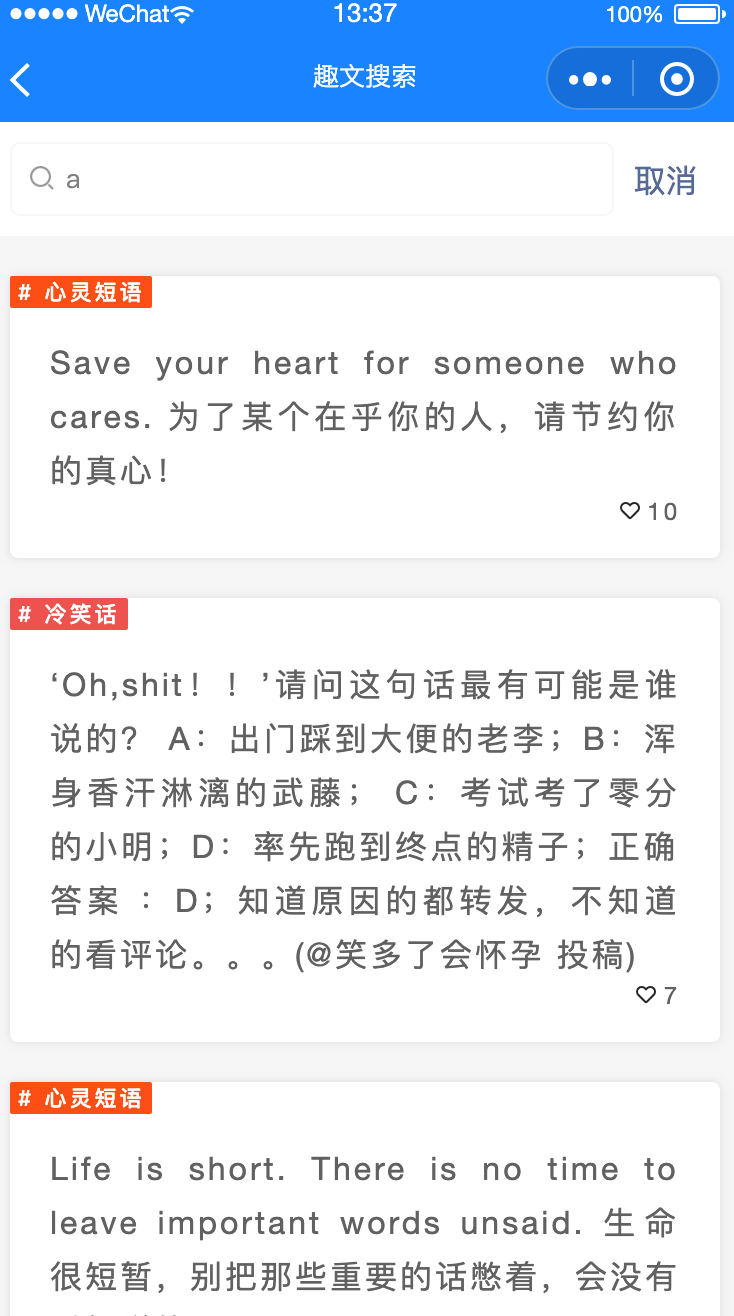 WeChat
13:37
100%
趣文搜索
a
取消
# 心灵短语
Save your heart for someone who
cares. 为了某个在乎你的人，请节约你
的真心！
10
# 冷笑话
‘Oh,shit！！’请问这句话最有可能是谁
说的？ A：出门踩到大便的老李；B：浑
身香汗淋漓的武藤； C：考试考了零分
的小明；D：率先跑到终点的精子；正确
答案 ：D；知道原因的都转发，不知道
的看评论。。。(@笑多了会怀孕 投稿)
7
# 心灵短语
Life is short. There is no time to
leave important words unsaid. 生命
很短暂，别把那些重要的话憋着，会没有